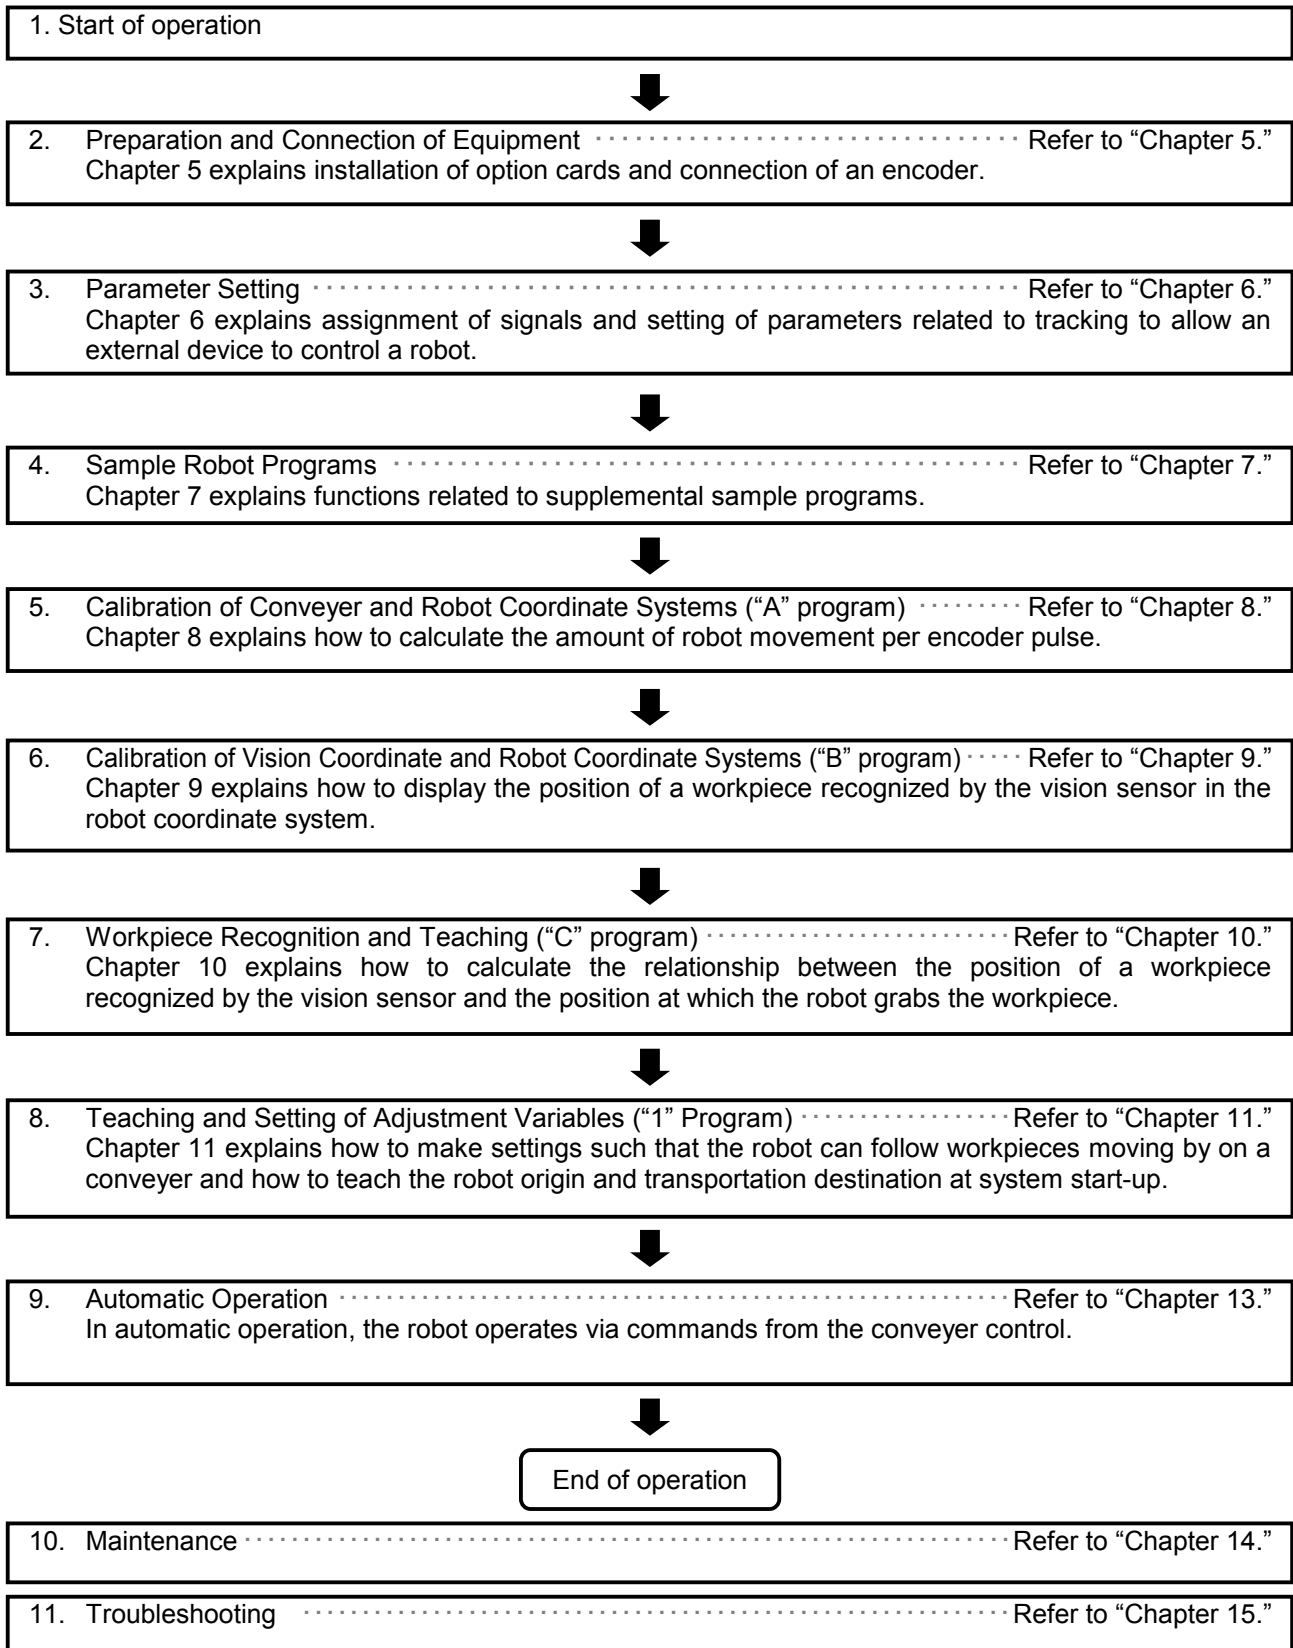 1. Start of operation
2. Preparation and Connection of Equipment ································· Refer to “Chapter 5.”
Chapter 5 explains installation of option cards and connection of an encoder.
3. Parameter Setting ······················································ Refer to “Chapter 6.”
Chapter 6 explains assignment of signals and setting of parameters related to tracking to allow an
external device to control a robot.
4. Sample Robot Programs ················································ Refer to “Chapter 7.”
Chapter 7 explains functions related to supplemental sample programs.
5. Calibration of Conveyer and Robot Coordinate Systems (“A” program) ········· Refer to “Chapter 8.”
Chapter 8 explains how to calculate the amount of robot movement per encoder pulse.
6. Calibration of Vision Coordinate and Robot Coordinate Systems (“B” program) ····· Refer to “Chapter 9.”
Chapter 9 explains how to display the position of a workpiece recognized by the vision sensor in the
robot coordinate system.
7. Workpiece Recognition and Teaching (“C” program) ························ Refer to “Chapter 10.”
Chapter 10 explains how to calculate the relationship between the position of a workpiece
recognized by the vision sensor and the position at which the robot grabs the workpiece.
8. Teaching and Setting of Adjustment Variables (“1” Program) ·················· Refer to “Chapter 11.”
Chapter 11 explains how to make settings such that the robot can follow workpieces moving by on a
conveyer and how to teach the robot origin and transportation destination at system start-up.
9. Automatic Operation ···················································· Refer to “Chapter 13.”
In automatic operation, the robot operates via commands from the conveyer control.
End of operation
10. Maintenance ··························································· Refer to “Chapter 14.”
11. Troubleshooting ······················································ Refer to “Chapter 15.”